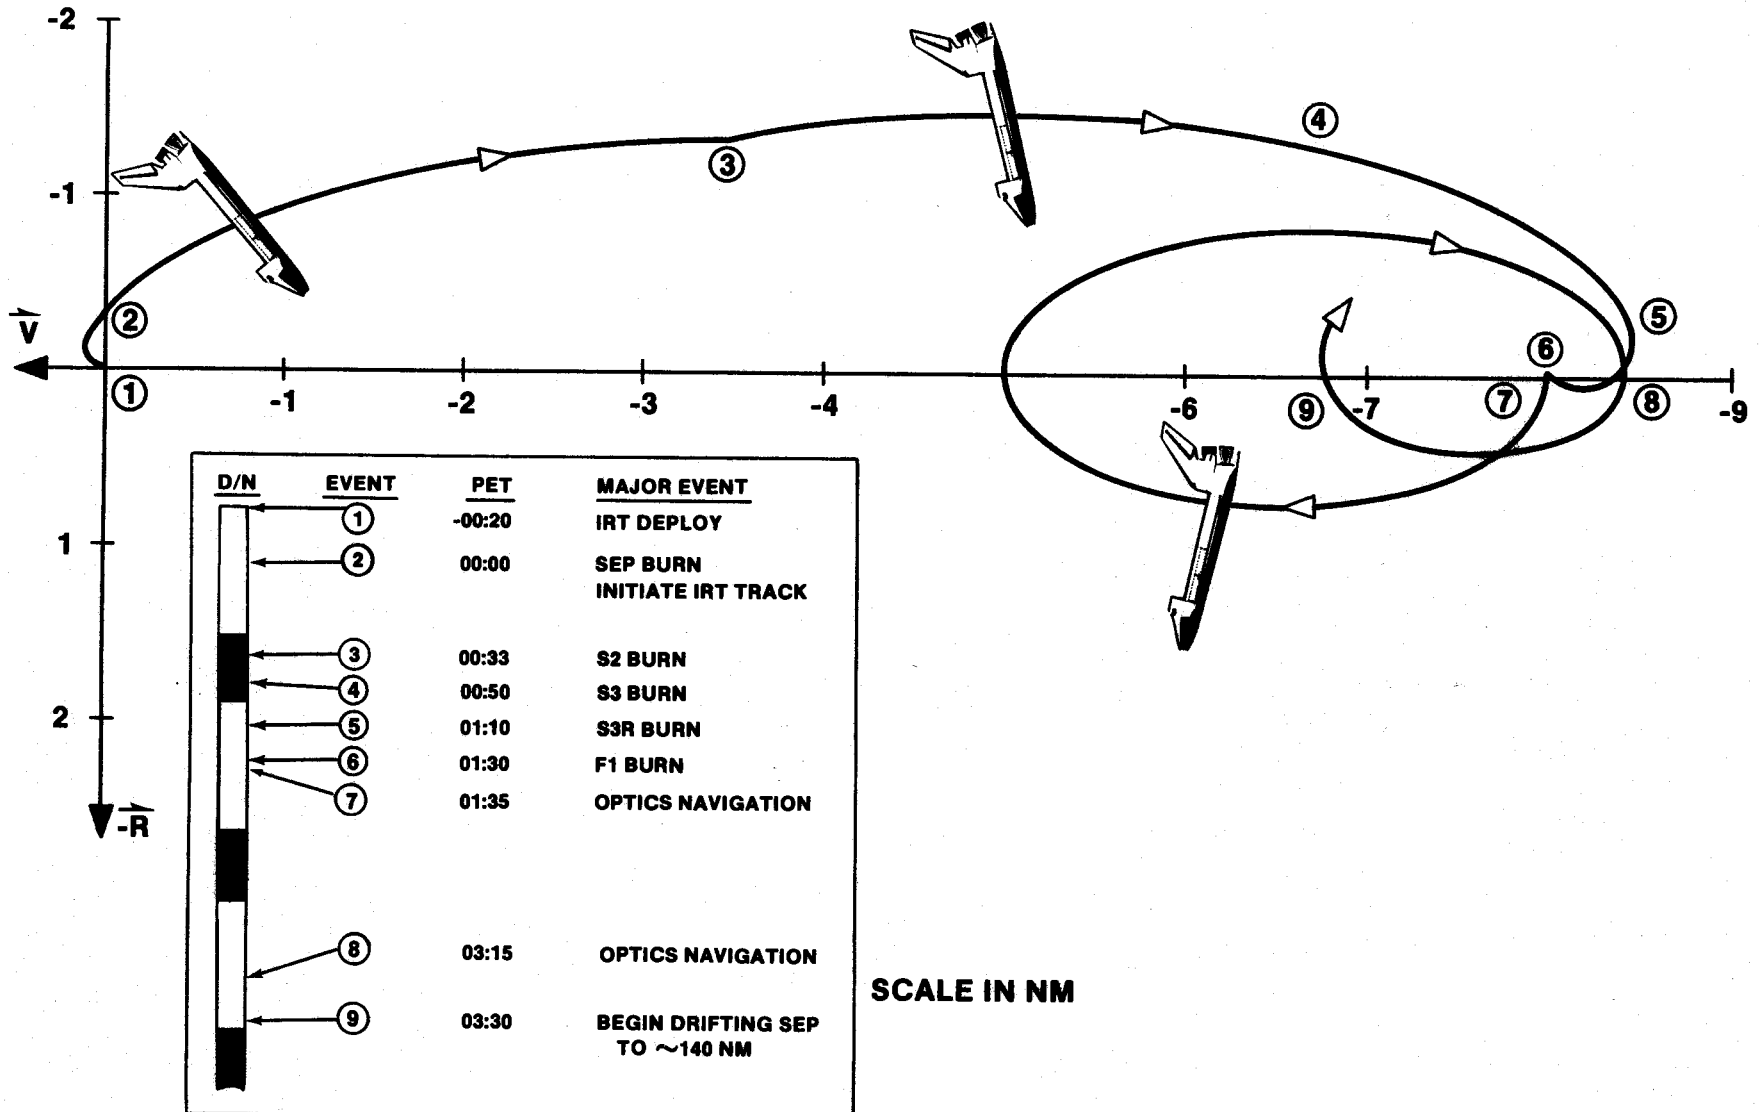 -2
④
③
-1
V
②
⑤
⑥
①
-1
-2
-3
-4
-6
⑨
-7
⑦
⑧
-9
D/N EVENT PET MAJOR EVENT
① -00:20 IRT DEPLOY
② 00:00 SEP BURN
INITIATE IRT TRACK
③ 00:33 S2 BURN
④ 00:50 S3 BURN
⑤ 01:10 S3R BURN
⑥ 01:30 F1 BURN
⑦ 01:35 OPTICS NAVIGATION
⑧ 03:15 OPTICS NAVIGATION
⑨ 03:30 BEGIN DRIFTING SEP
TO ~140 NM
1
2
-R
SCALE IN NM